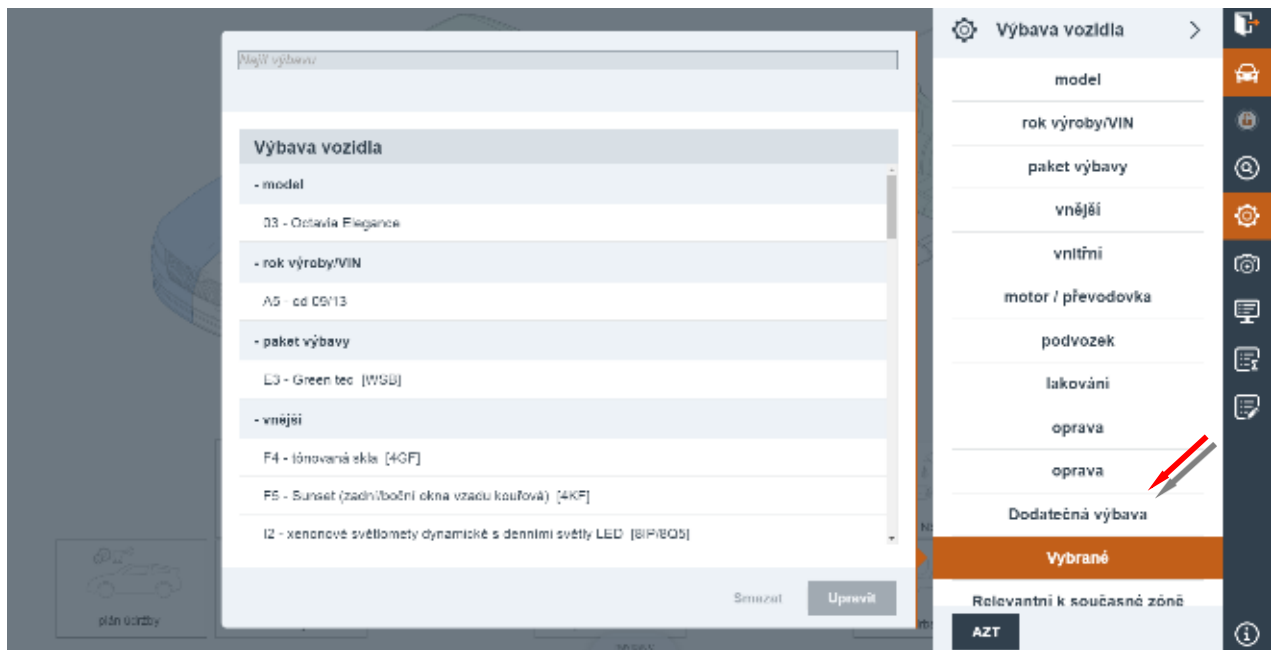 Najít výbavu
Výbava vozidla
- model
03 - Octavia Elegance
- rok výroby/VIN
A5 - od 09/13
- paket výbavy
E3 - Green tec [WSB]
- vnější
F4 - tónovaná skla [4GF]
F5 - Sunset (zadní/boční okna vzadu kouřová) [4KF]
I2 - xenonové světlomety dynamické s denními světly LED [8IP/8Q5]
Smazat
Upravit
plán údržby
Výbava vozidla
model
rok výroby/VIN
paket výbavy
vnější
vnitřní
motor / převodovka
podvozek
lakování
oprava
oprava
Dodatečná výbava
Vybrané
Relevantní k současné zóně
AZT